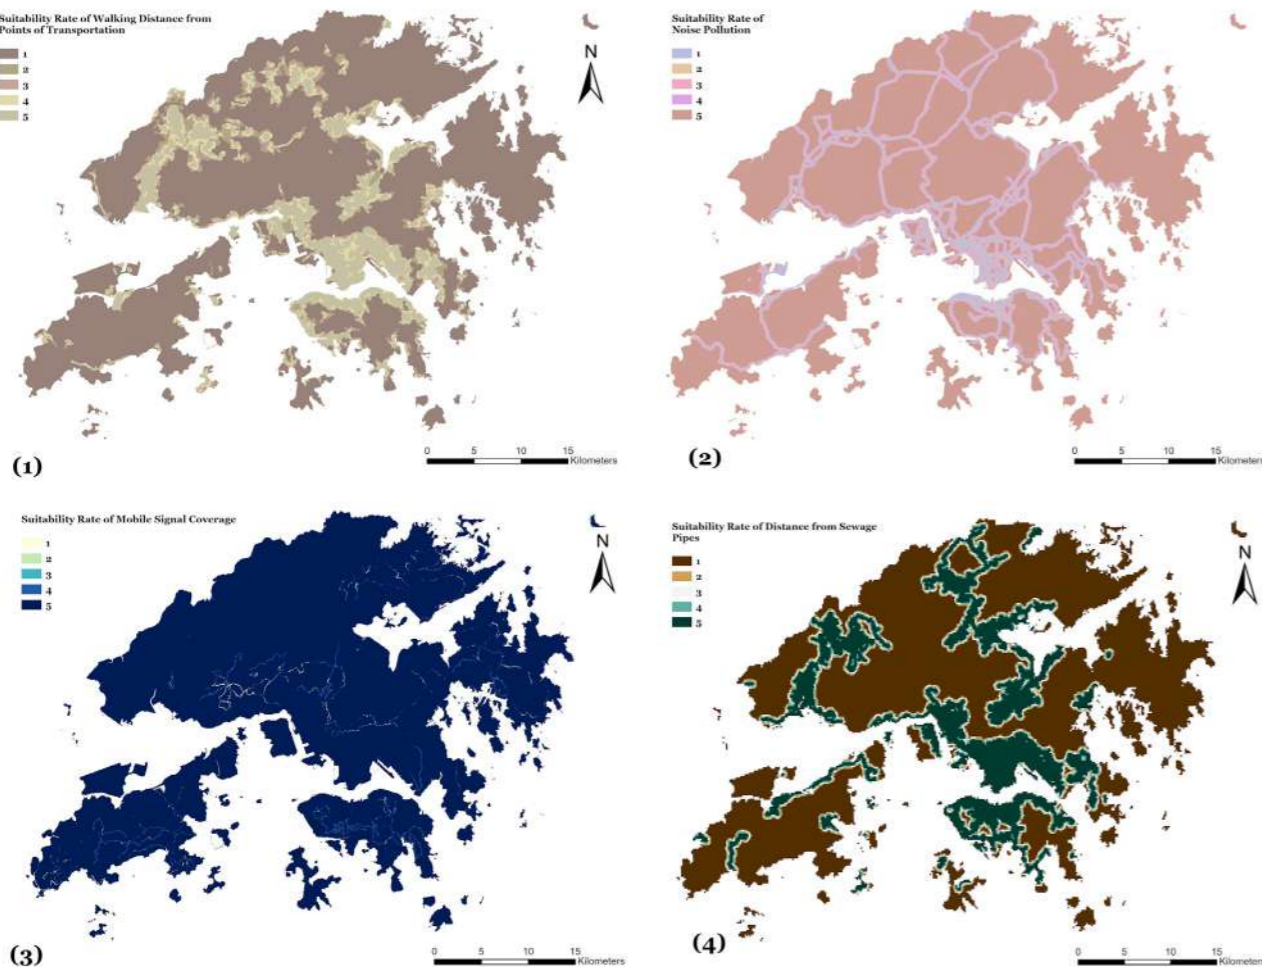 Suitability Rate of Walking Distance from
Points of Transportation
1
2
3
4
5
N
0 5 10 15
Kilometers
(1)
Suitability Rate of
Noise Pollution
1
2
3
4
5
N
0 5 10 15
Kilometers
(2)
Suitability Rate of Mobile Signal Coverage
1
2
3
4
5
N
0 5 10 15
Kilometers
(3)
Suitability Rate of Distance from Sewage
Pipes
1
2
3
4
5
N
0 5 10 15
Kilometers
(4)